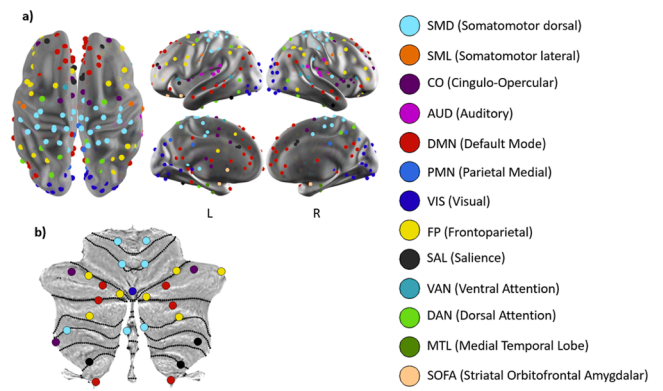 a)
SMD (Somatomotor dorsal)
SML (Somatomotor lateral)
CO (Cingulo-Opercular)
AUD (Auditory)
DMN (Default Mode)
PMN (Parietal Medial)
VIS (Visual)
FP (Frontoparietal)
SAL (Salience)
VAN (Ventral Attention)
DAN (Dorsal Attention)
MTL (Medial Temporal Lobe)
SOFA (Striatal Orbitofrontal Amygdalar)
L R
b)